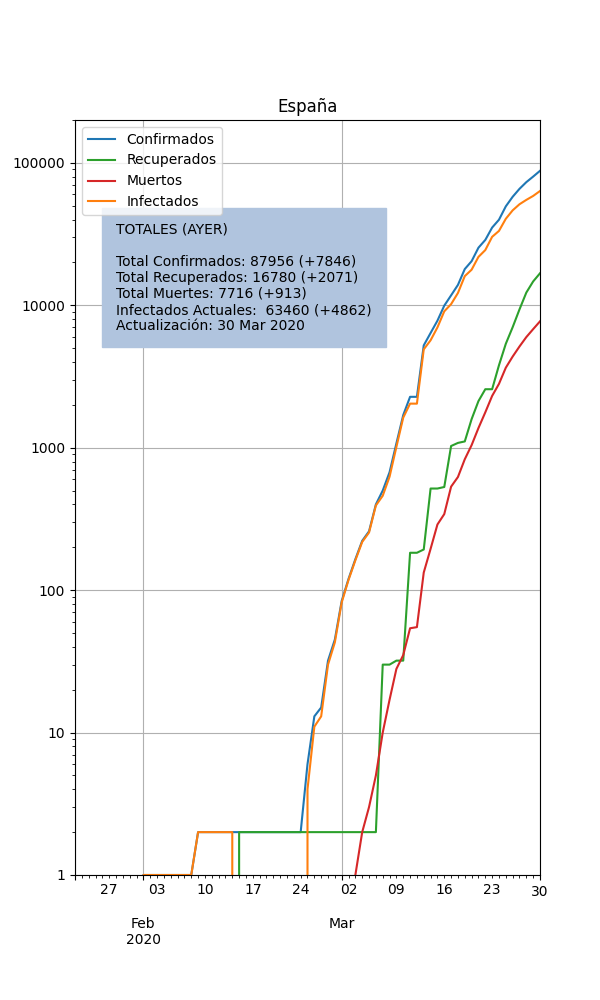 España
Confirmados
Recuperados
Muertos
Infectados
TOTALES (AYER)
Total Confirmados: 87956 (+7846)
Total Recuperados: 16780 (+2071)
Total Muertes: 7716 (+913)
Infectados Actuales:  63460 (+4862)
Actualización: 30 Mar 2020
100000
10000
1000
100
10
1
27 03 10 17 24 02 09 16 23 30
Feb Mar
2020